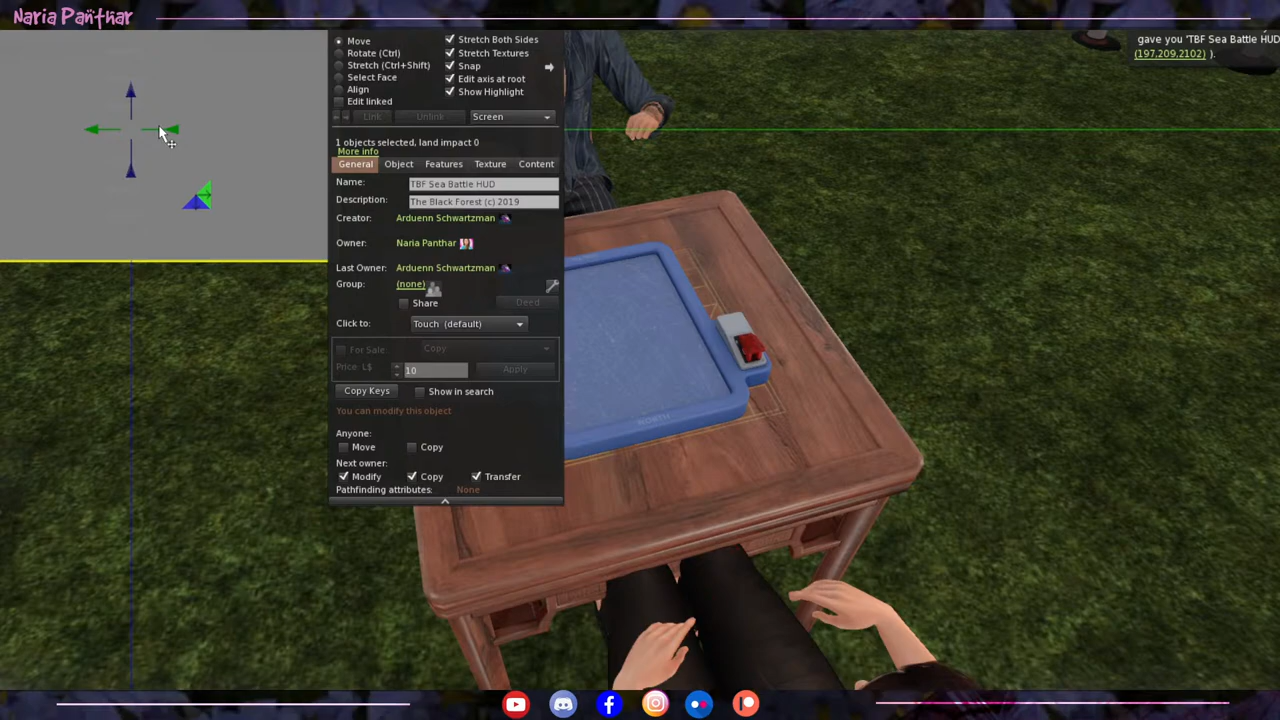 Naria Panthar
gave you 'TBF Sea Battle HUD
(197,209,2102) ).
Move
Rotate (Ctrl)
Stretch (Ctrl+Shift)
Select Face
Align
Edit linked
Stretch Both Sides
Stretch Textures
Snap
Edit axis at root
Show Highlight
Link Unlink Screen
1 objects selected, land impact 0
More info
General Object Features Texture Content
Name: TBF Sea Battle HUD
Description: The Black Forest (c) 2019
Creator: Arduenn Schwartzman
Owner: Naria Panthar
Last Owner: Arduenn Schwartzman
Group: (none)
Share Deed
Click to: Touch (default)
For Sale: Copy
Price: L$ 10 Apply
Copy Keys Show in search
You can modify this object
Anyone:
Move Copy
Next owner:
Modify Copy Transfer
Pathfinding attributes: None
NORTH